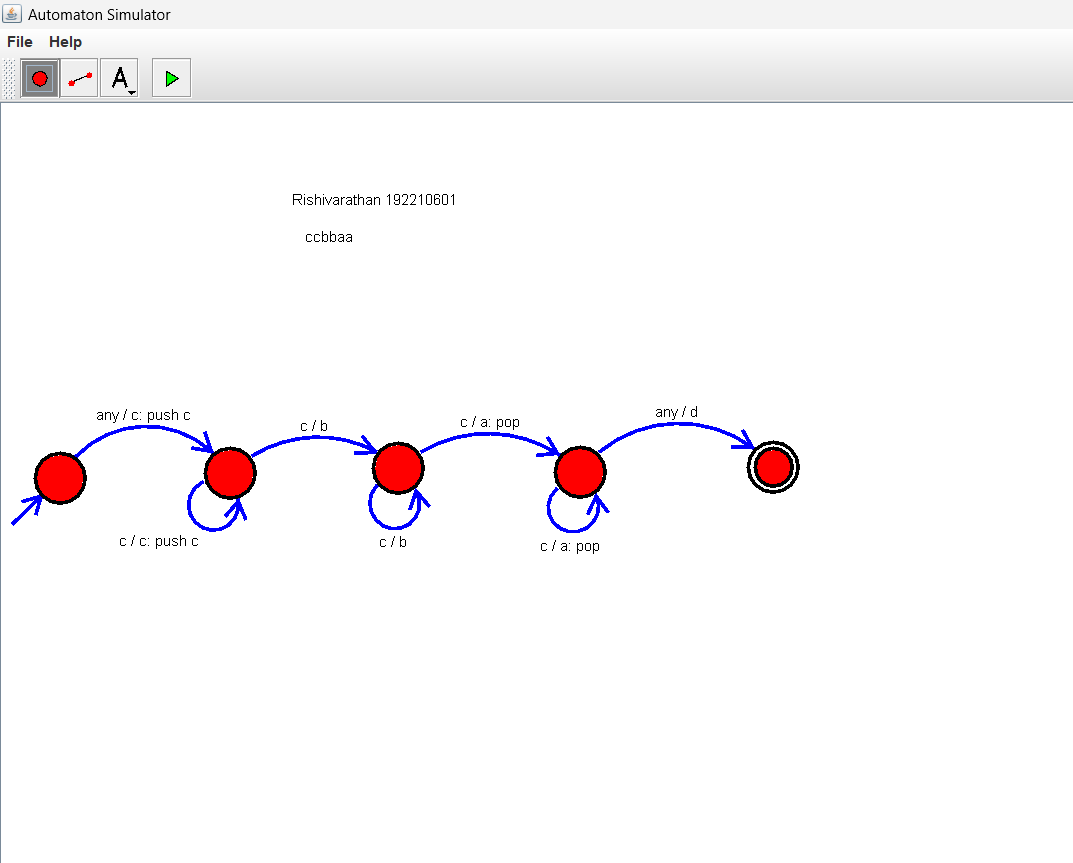 Automaton Simulator
File Help
A
Rishivarathan 192210601
ccbbaa
any / c: push c
c / b
c / a: pop
any / d
c / c: push c
c / b
c / a: pop